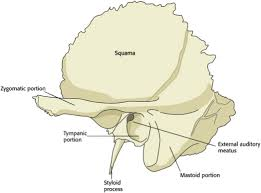 Squama
Zygomatic portion
Tympanic
portion
External auditory
meatus
Styloid
process
Mastoid portion